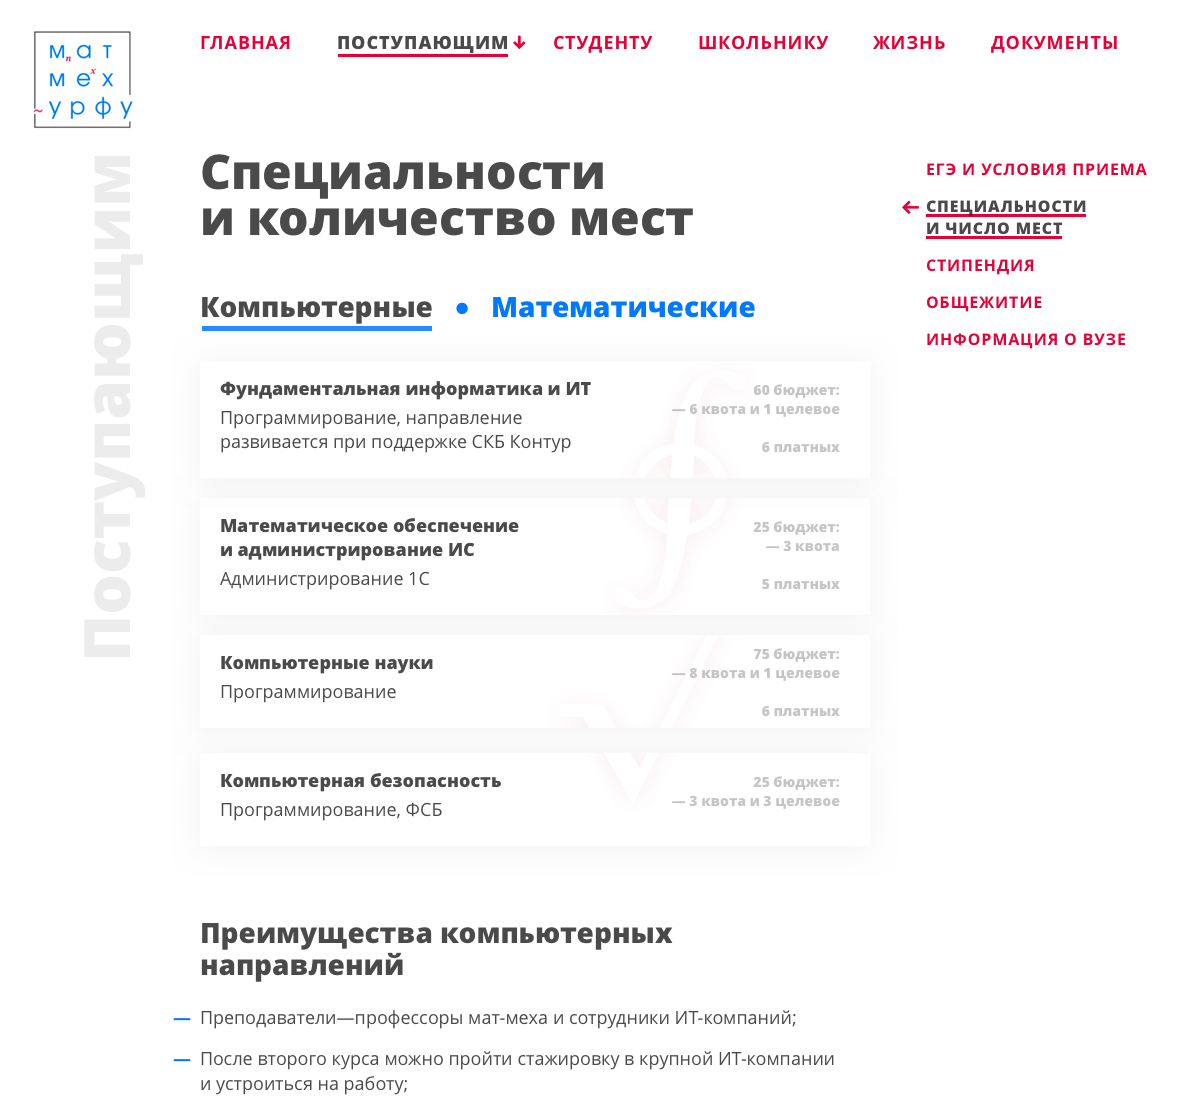 мат
n
мех
x
~урфу
ГЛАВНАЯ
ПОСТУПАЮЩИМ ↓
СТУДЕНТУ
ШКОЛЬНИКУ
ЖИЗНЬ
ДОКУМЕНТЫ
Поступающим
Специальности
и количество мест
ЕГЭ И УСЛОВИЯ ПРИЕМА
← СПЕЦИАЛЬНОСТИ
И ЧИСЛО МЕСТ
СТИПЕНДИЯ
ОБЩЕЖИТИЕ
ИНФОРМАЦИЯ О ВУЗЕ
Компьютерные • Математические
Фундаментальная информатика и ИТ
Программирование, направление
развивается при поддержке СКБ Контур
60 бюджет:
— 6 квота и 1 целевое
6 платных
Математическое обеспечение
и администрирование ИС
Администрирование 1С
25 бюджет:
— 3 квота
5 платных
Компьютерные науки
Программирование
75 бюджет:
— 8 квота и 1 целевое
6 платных
Компьютерная безопасность
Программирование, ФСБ
25 бюджет:
— 3 квота и 3 целевое
Преимущества компьютерных
направлений
— Преподаватели—профессоры мат-меха и сотрудники ИТ-компаний;
— После второго курса можно пройти стажировку в крупной ИТ-компании
и устроиться на работу;